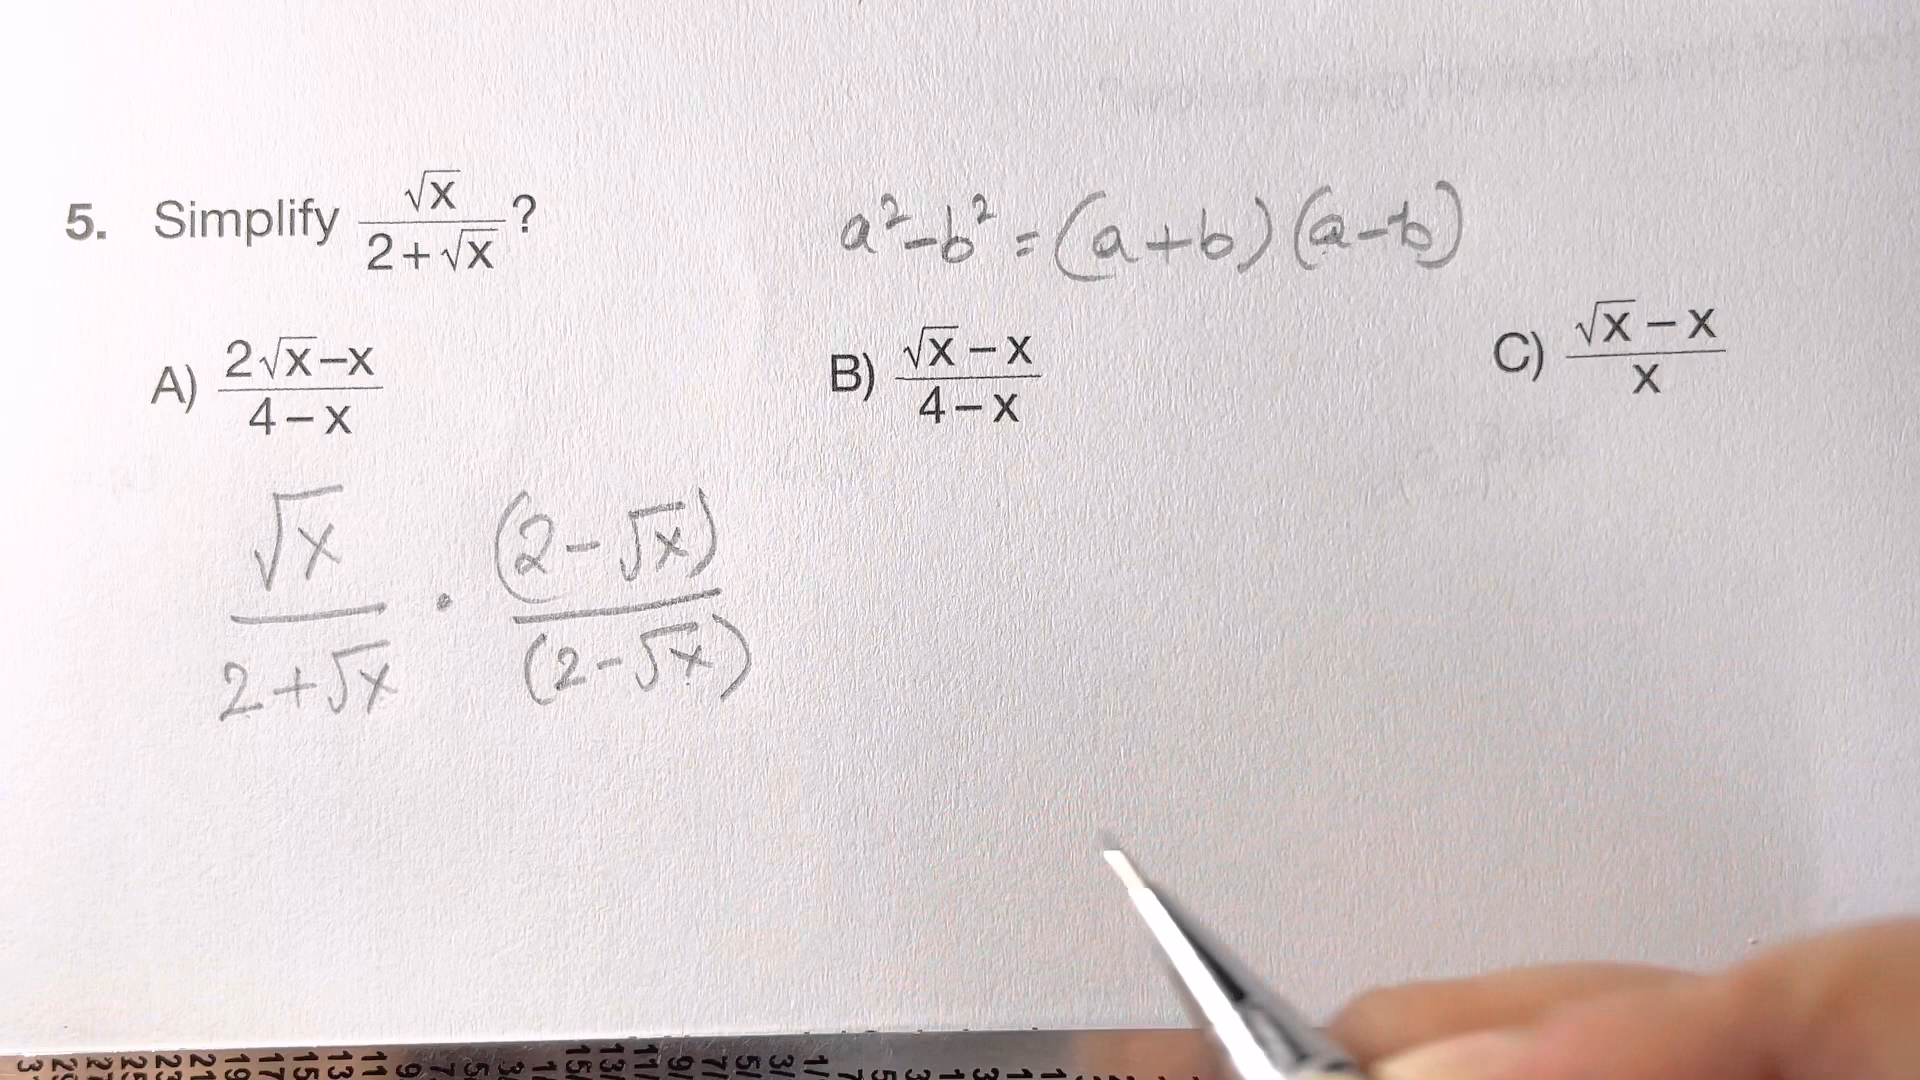 5. Simplify √x / (2+√x) ?
a²-b² = (a+b)(a-b)
A) (2√x-x) / (4-x)
B) (√x-x) / (4-x)
C) (√x-x) / x
√x / (2+√x) · (2-√x) / (2-√x)